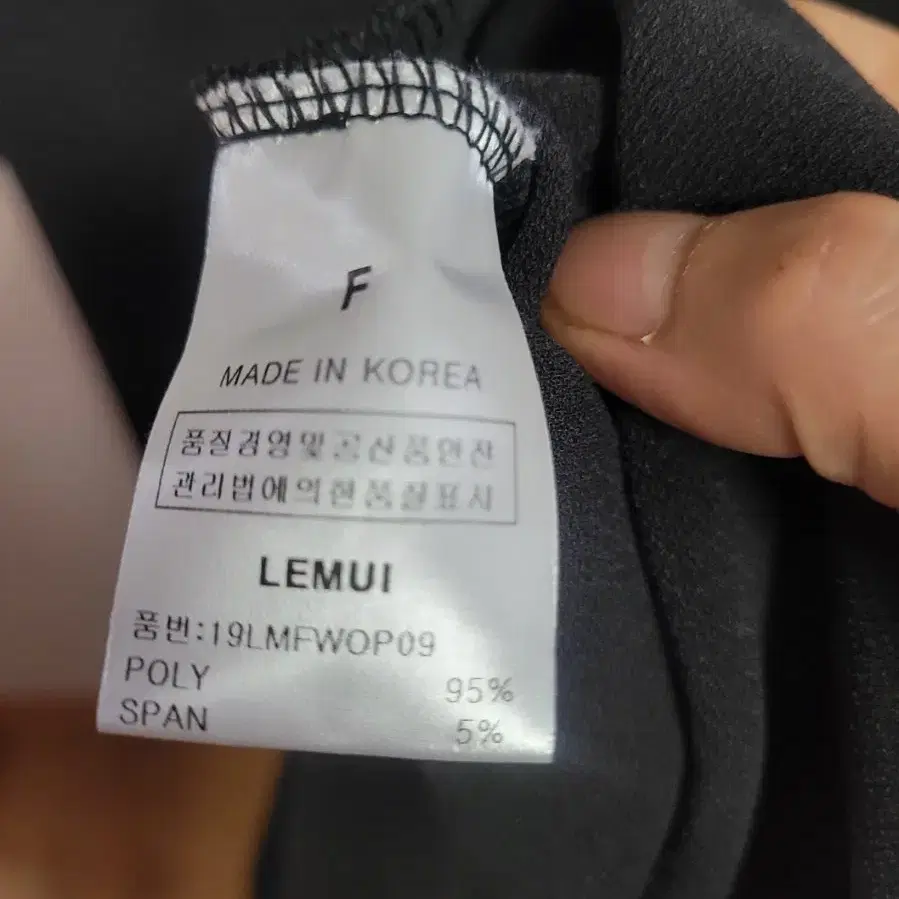 F
MADE IN KOREA
품질경영및공산품안전
관리법에의한품질표시
LEMUI
품번:19LMFWOP09
POLY 95%
SPAN 5%